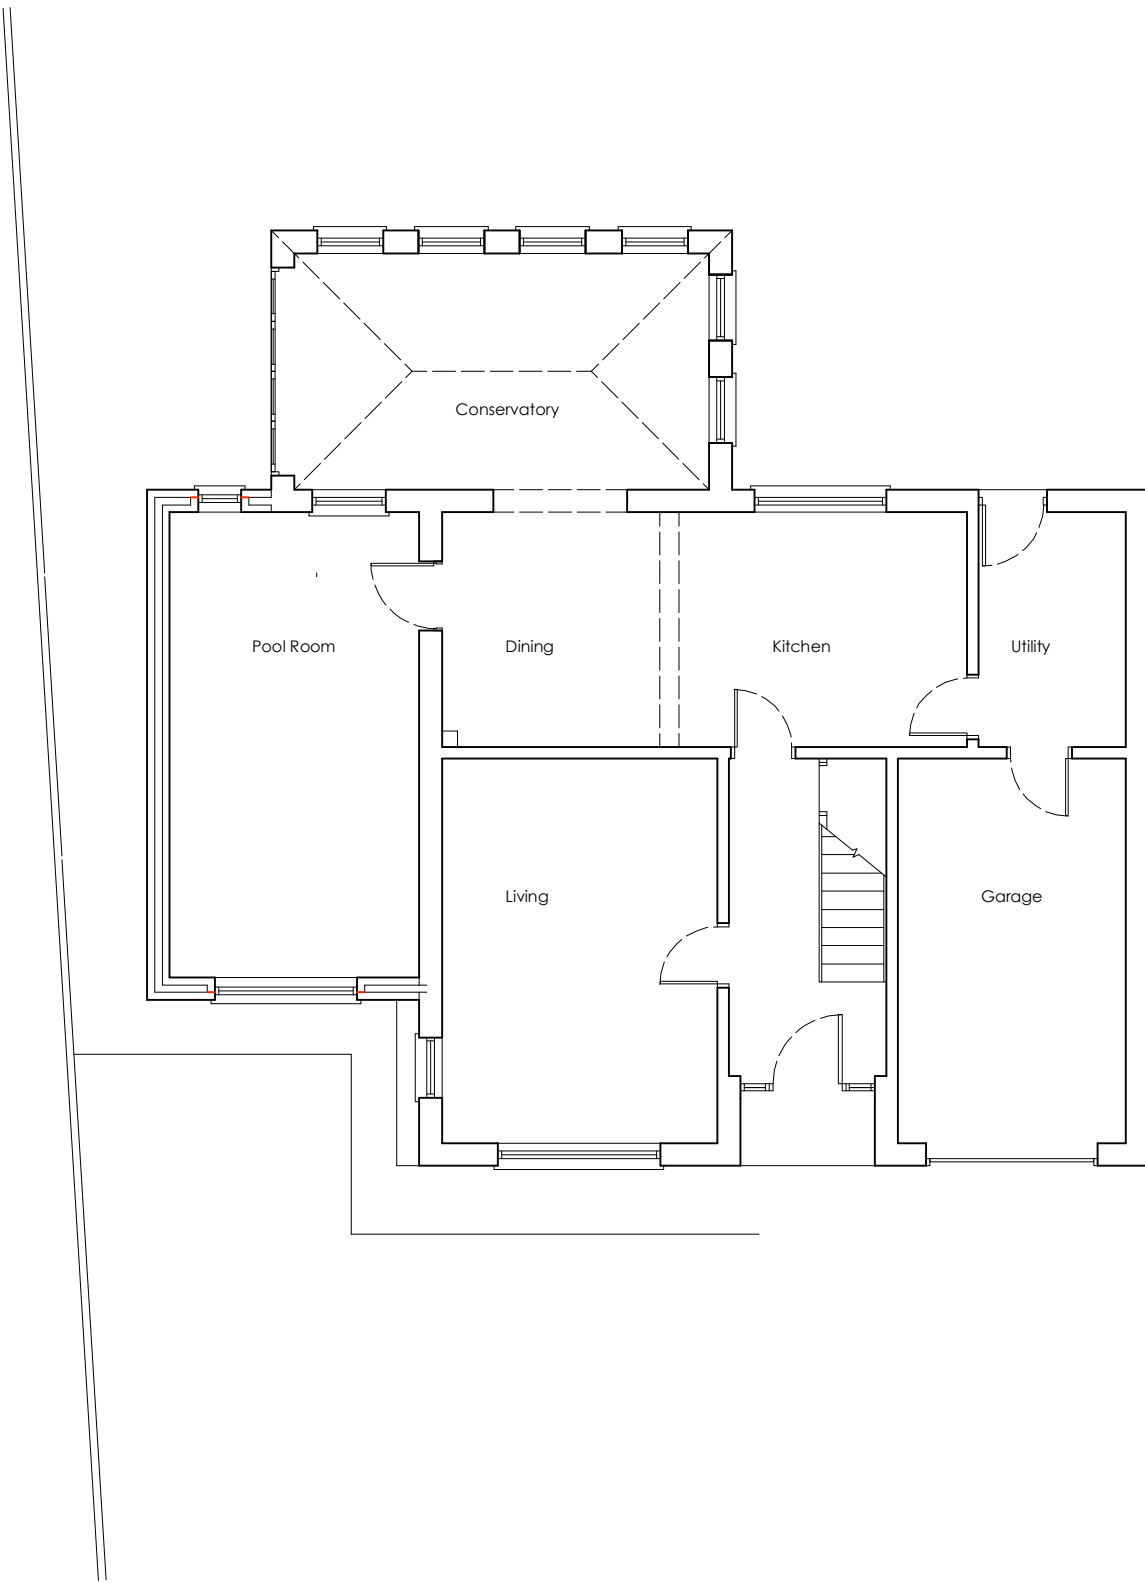 Conservatory
Pool Room
Dining
Kitchen
Utility
Living
Garage